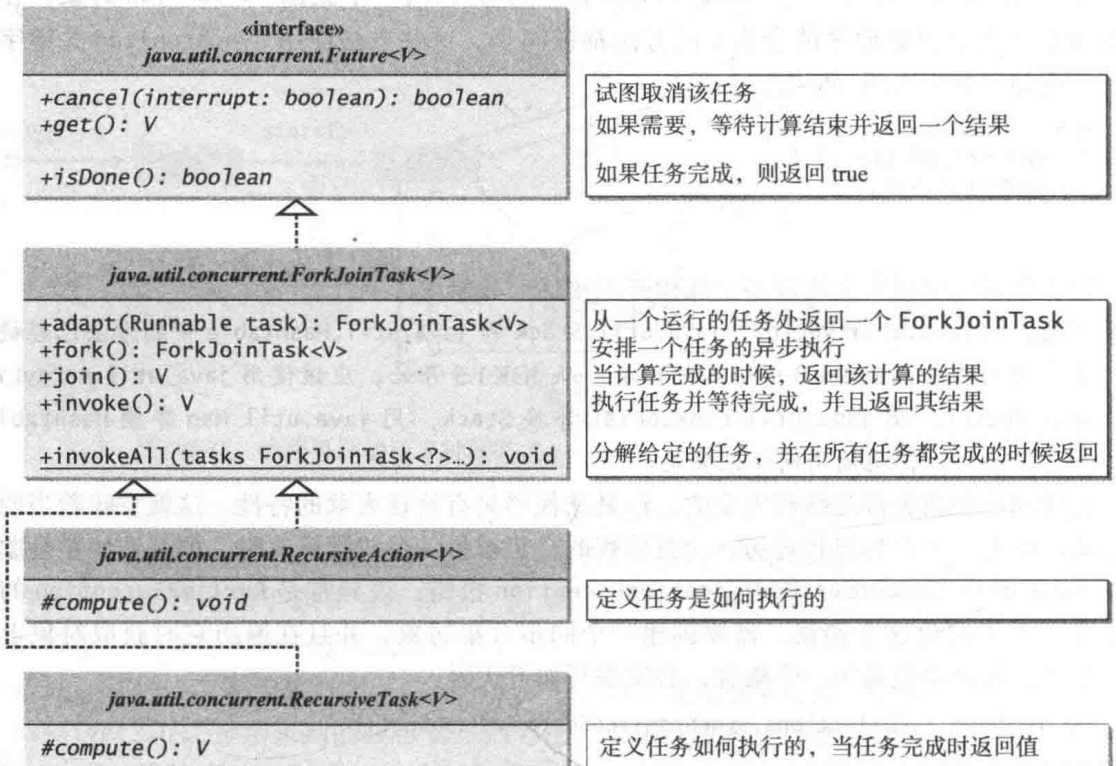 «interface»
java.util.concurrent.Future<V>
+cancel(interrupt: boolean): boolean
+get(): V
+isDone(): boolean
试图取消该任务
如果需要，等待计算结束并返回一个结果
如果任务完成，则返回 true
java.util.concurrent.ForkJoinTask<V>
+adapt(Runnable task): ForkJoinTask<V>
+fork(): ForkJoinTask<V>
+join(): V
+invoke(): V
+invokeAll(tasks ForkJoinTask<?>…): void
从一个运行的任务处返回一个 ForkJoinTask
安排一个任务的异步执行
当计算完成的时候，返回该计算的结果
执行任务并等待完成，并且返回其结果
分解给定的任务，并在所有任务都完成的时候返回
java.util.concurrent.RecursiveAction<V>
#compute(): void
定义任务是如何执行的
java.util.concurrent.RecursiveTask<V>
#compute(): V
定义任务如何执行的，当任务完成时返回值